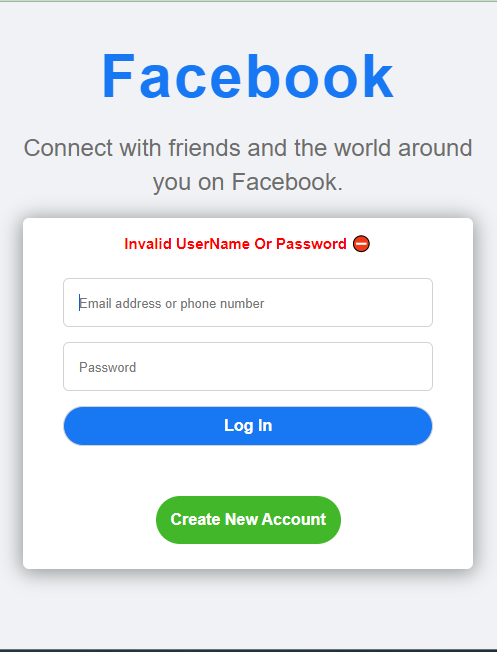 Facebook
Connect with friends and the world around
you on Facebook.
Invalid UserName Or Password ⛔
Email address or phone number
Password
Log In
Create New Account